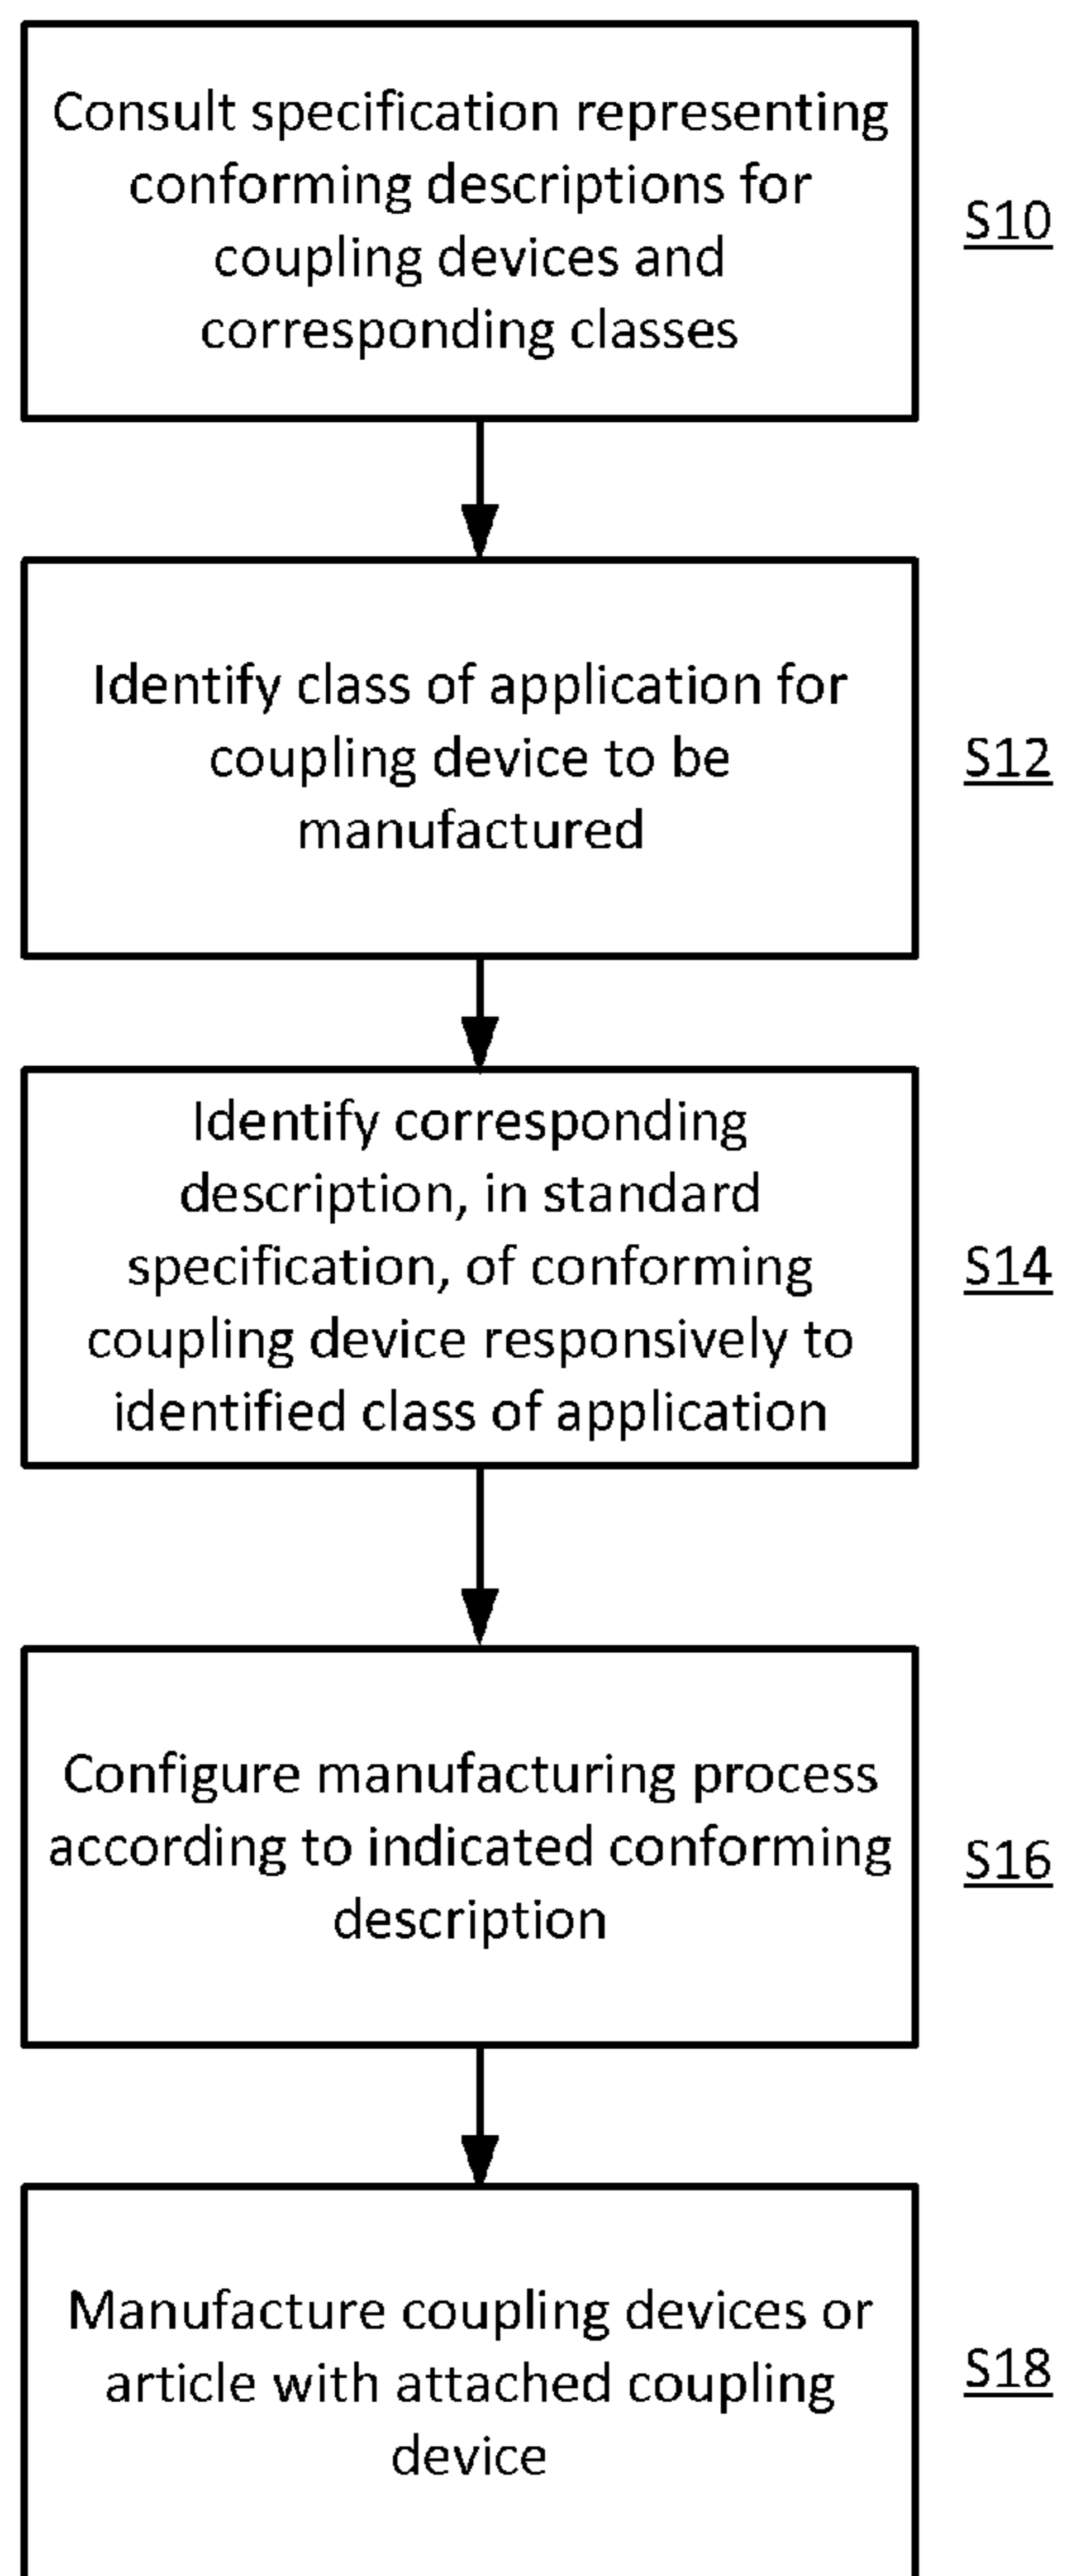 Consult specification representing
conforming descriptions for
coupling devices and
corresponding classes
S10
Identify class of application for
coupling device to be
manufactured
S12
Identify corresponding
description, in standard
specification, of conforming
coupling device responsively to
identified class of application
S14
Configure manufacturing process
according to indicated conforming
description
S16
Manufacture coupling devices or
article with attached coupling
device
S18